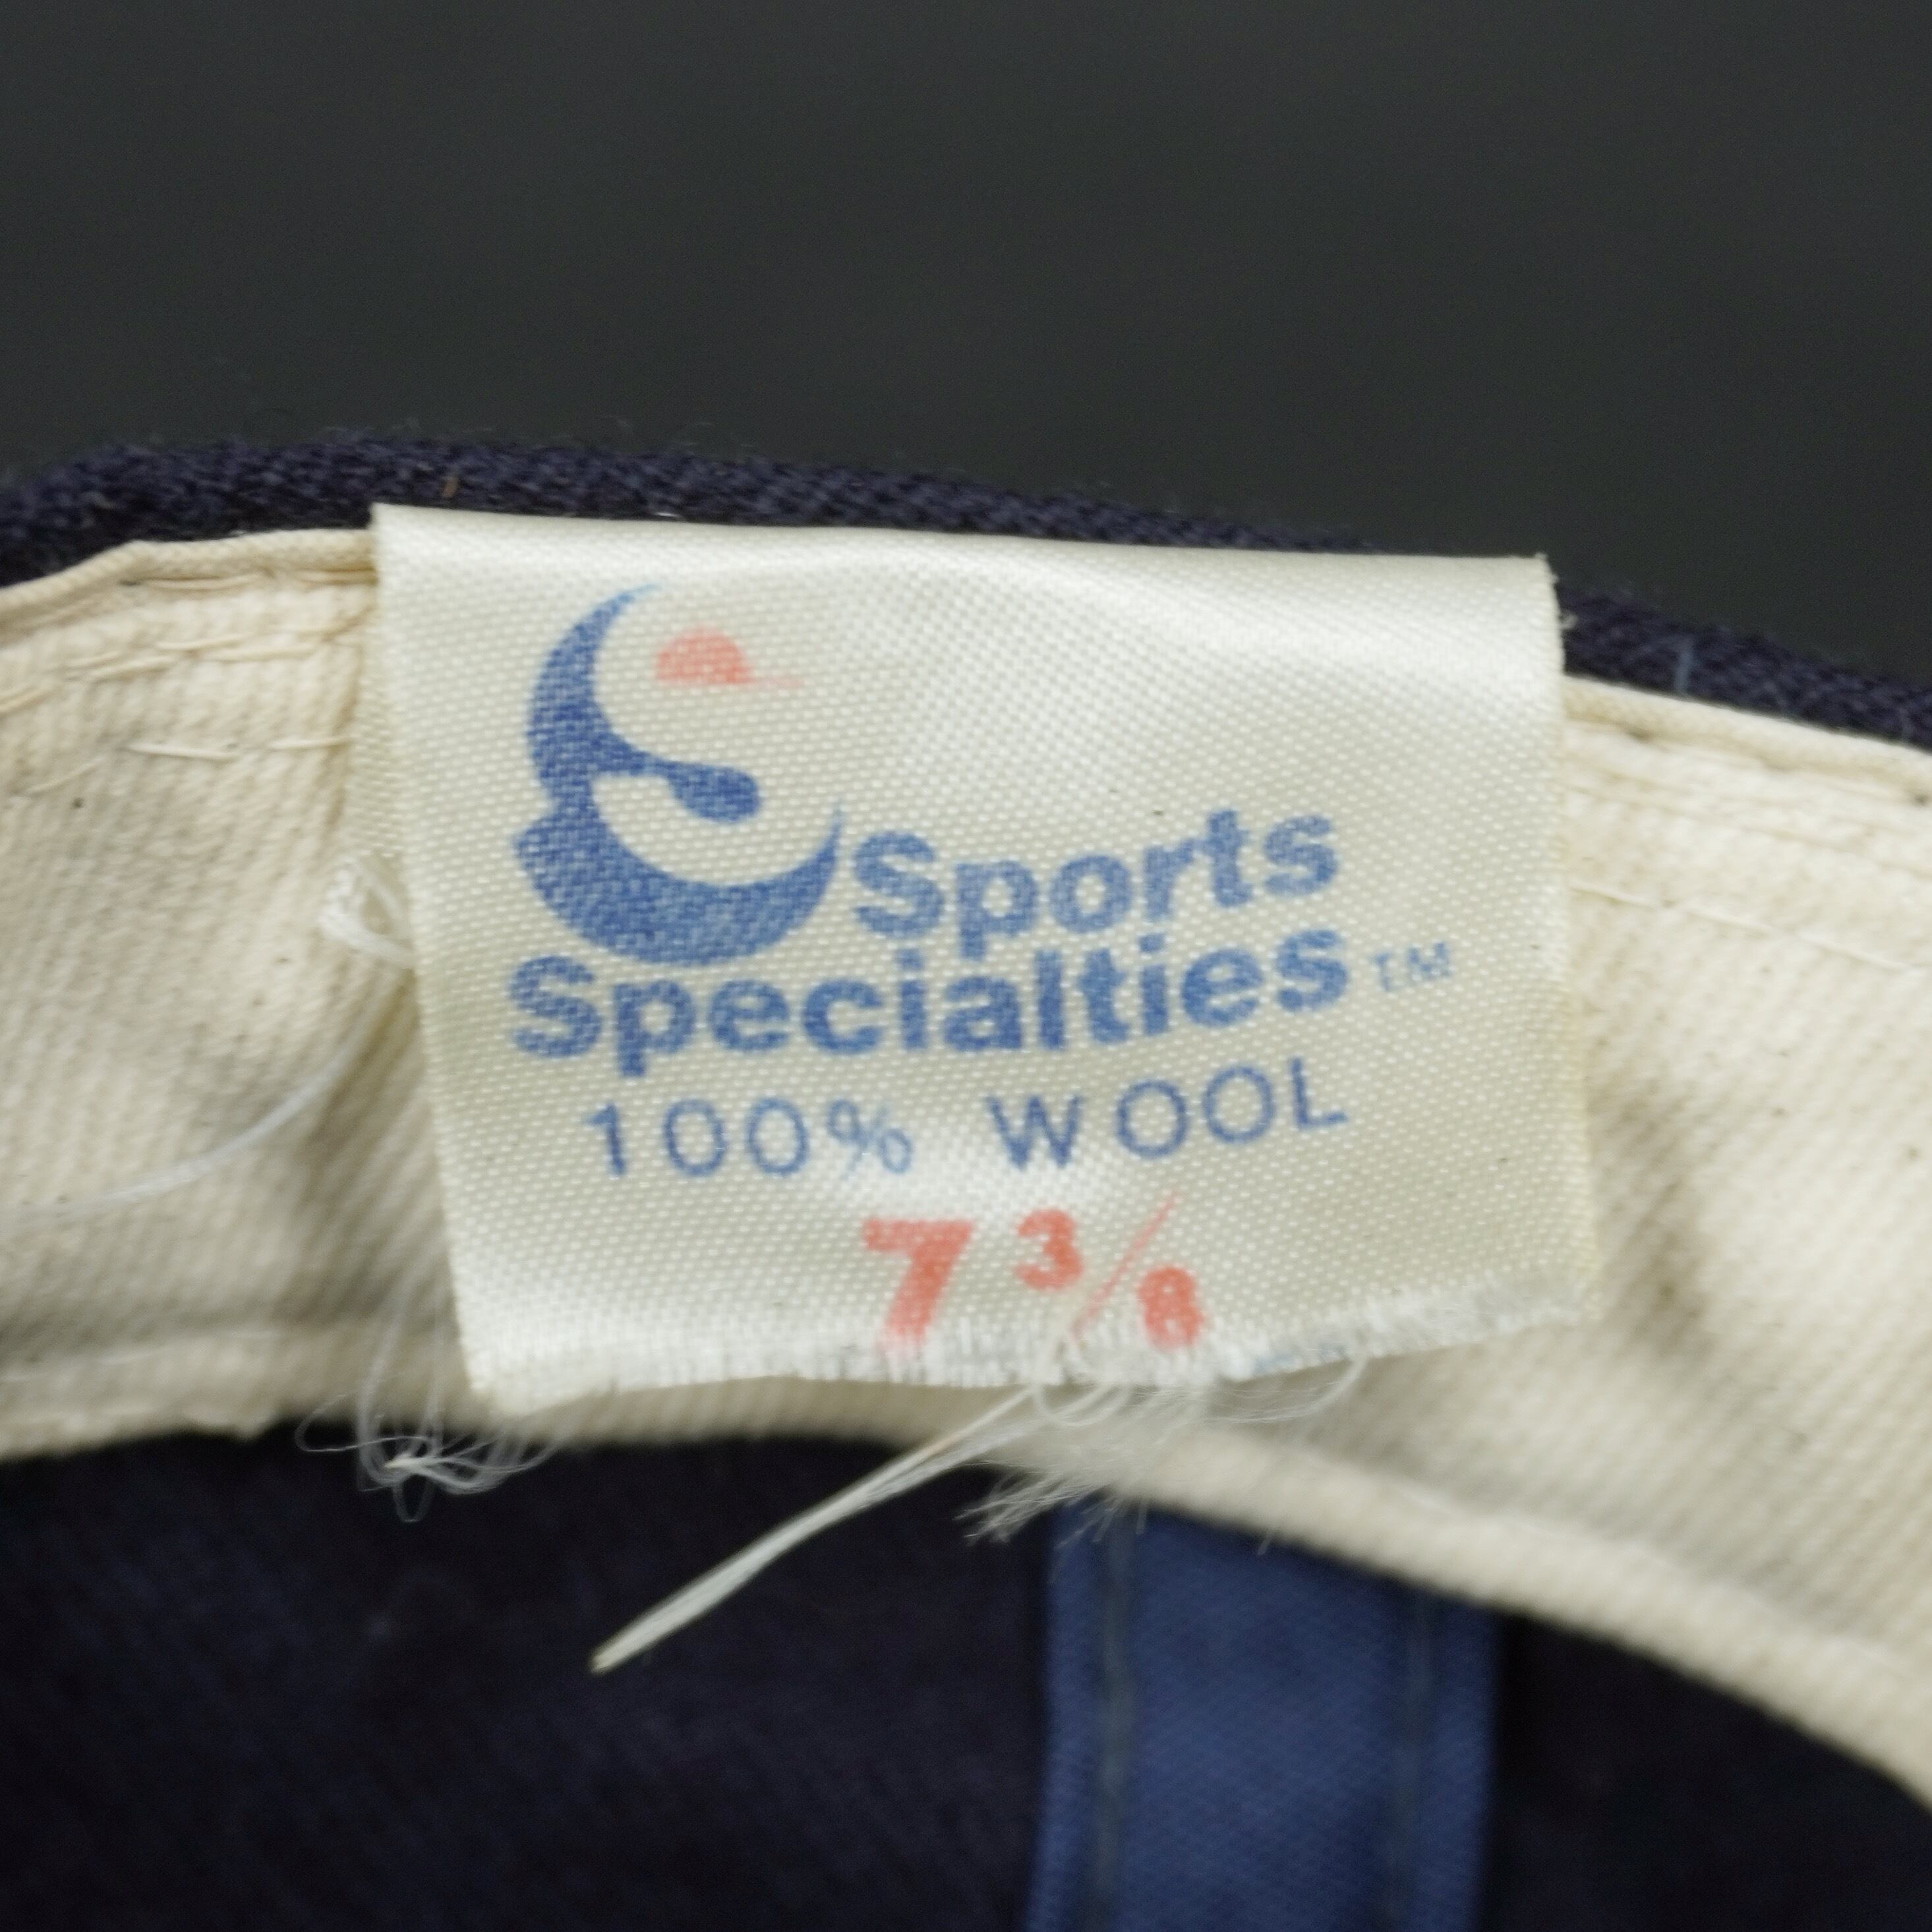 Sports
Specialties™
100% WOOL
7 3/8